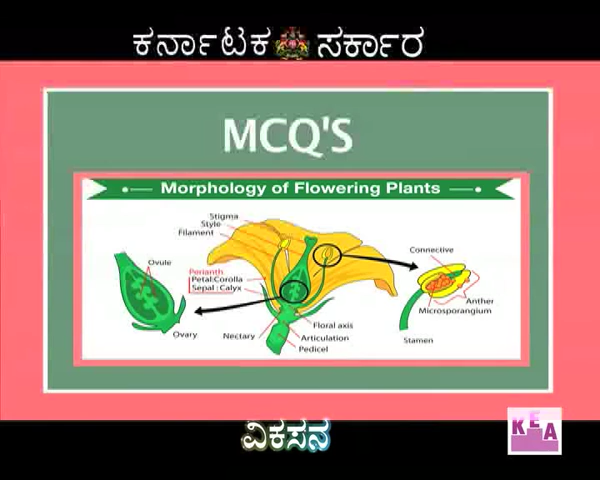 ಕರ್ನಾಟಕ ಸರ್ಕಾರ
MCQ'S
Morphology of Flowering Plants
Stigma
Style
Filament
Ovule
Perianth
Petal:Corolla
Sepal : Calyx
Connective
Anther
Microsporangium
Ovary
Nectary
Floral axis
Articulation
Pedicel
Stamen
ವಿಕಸನ
KEA